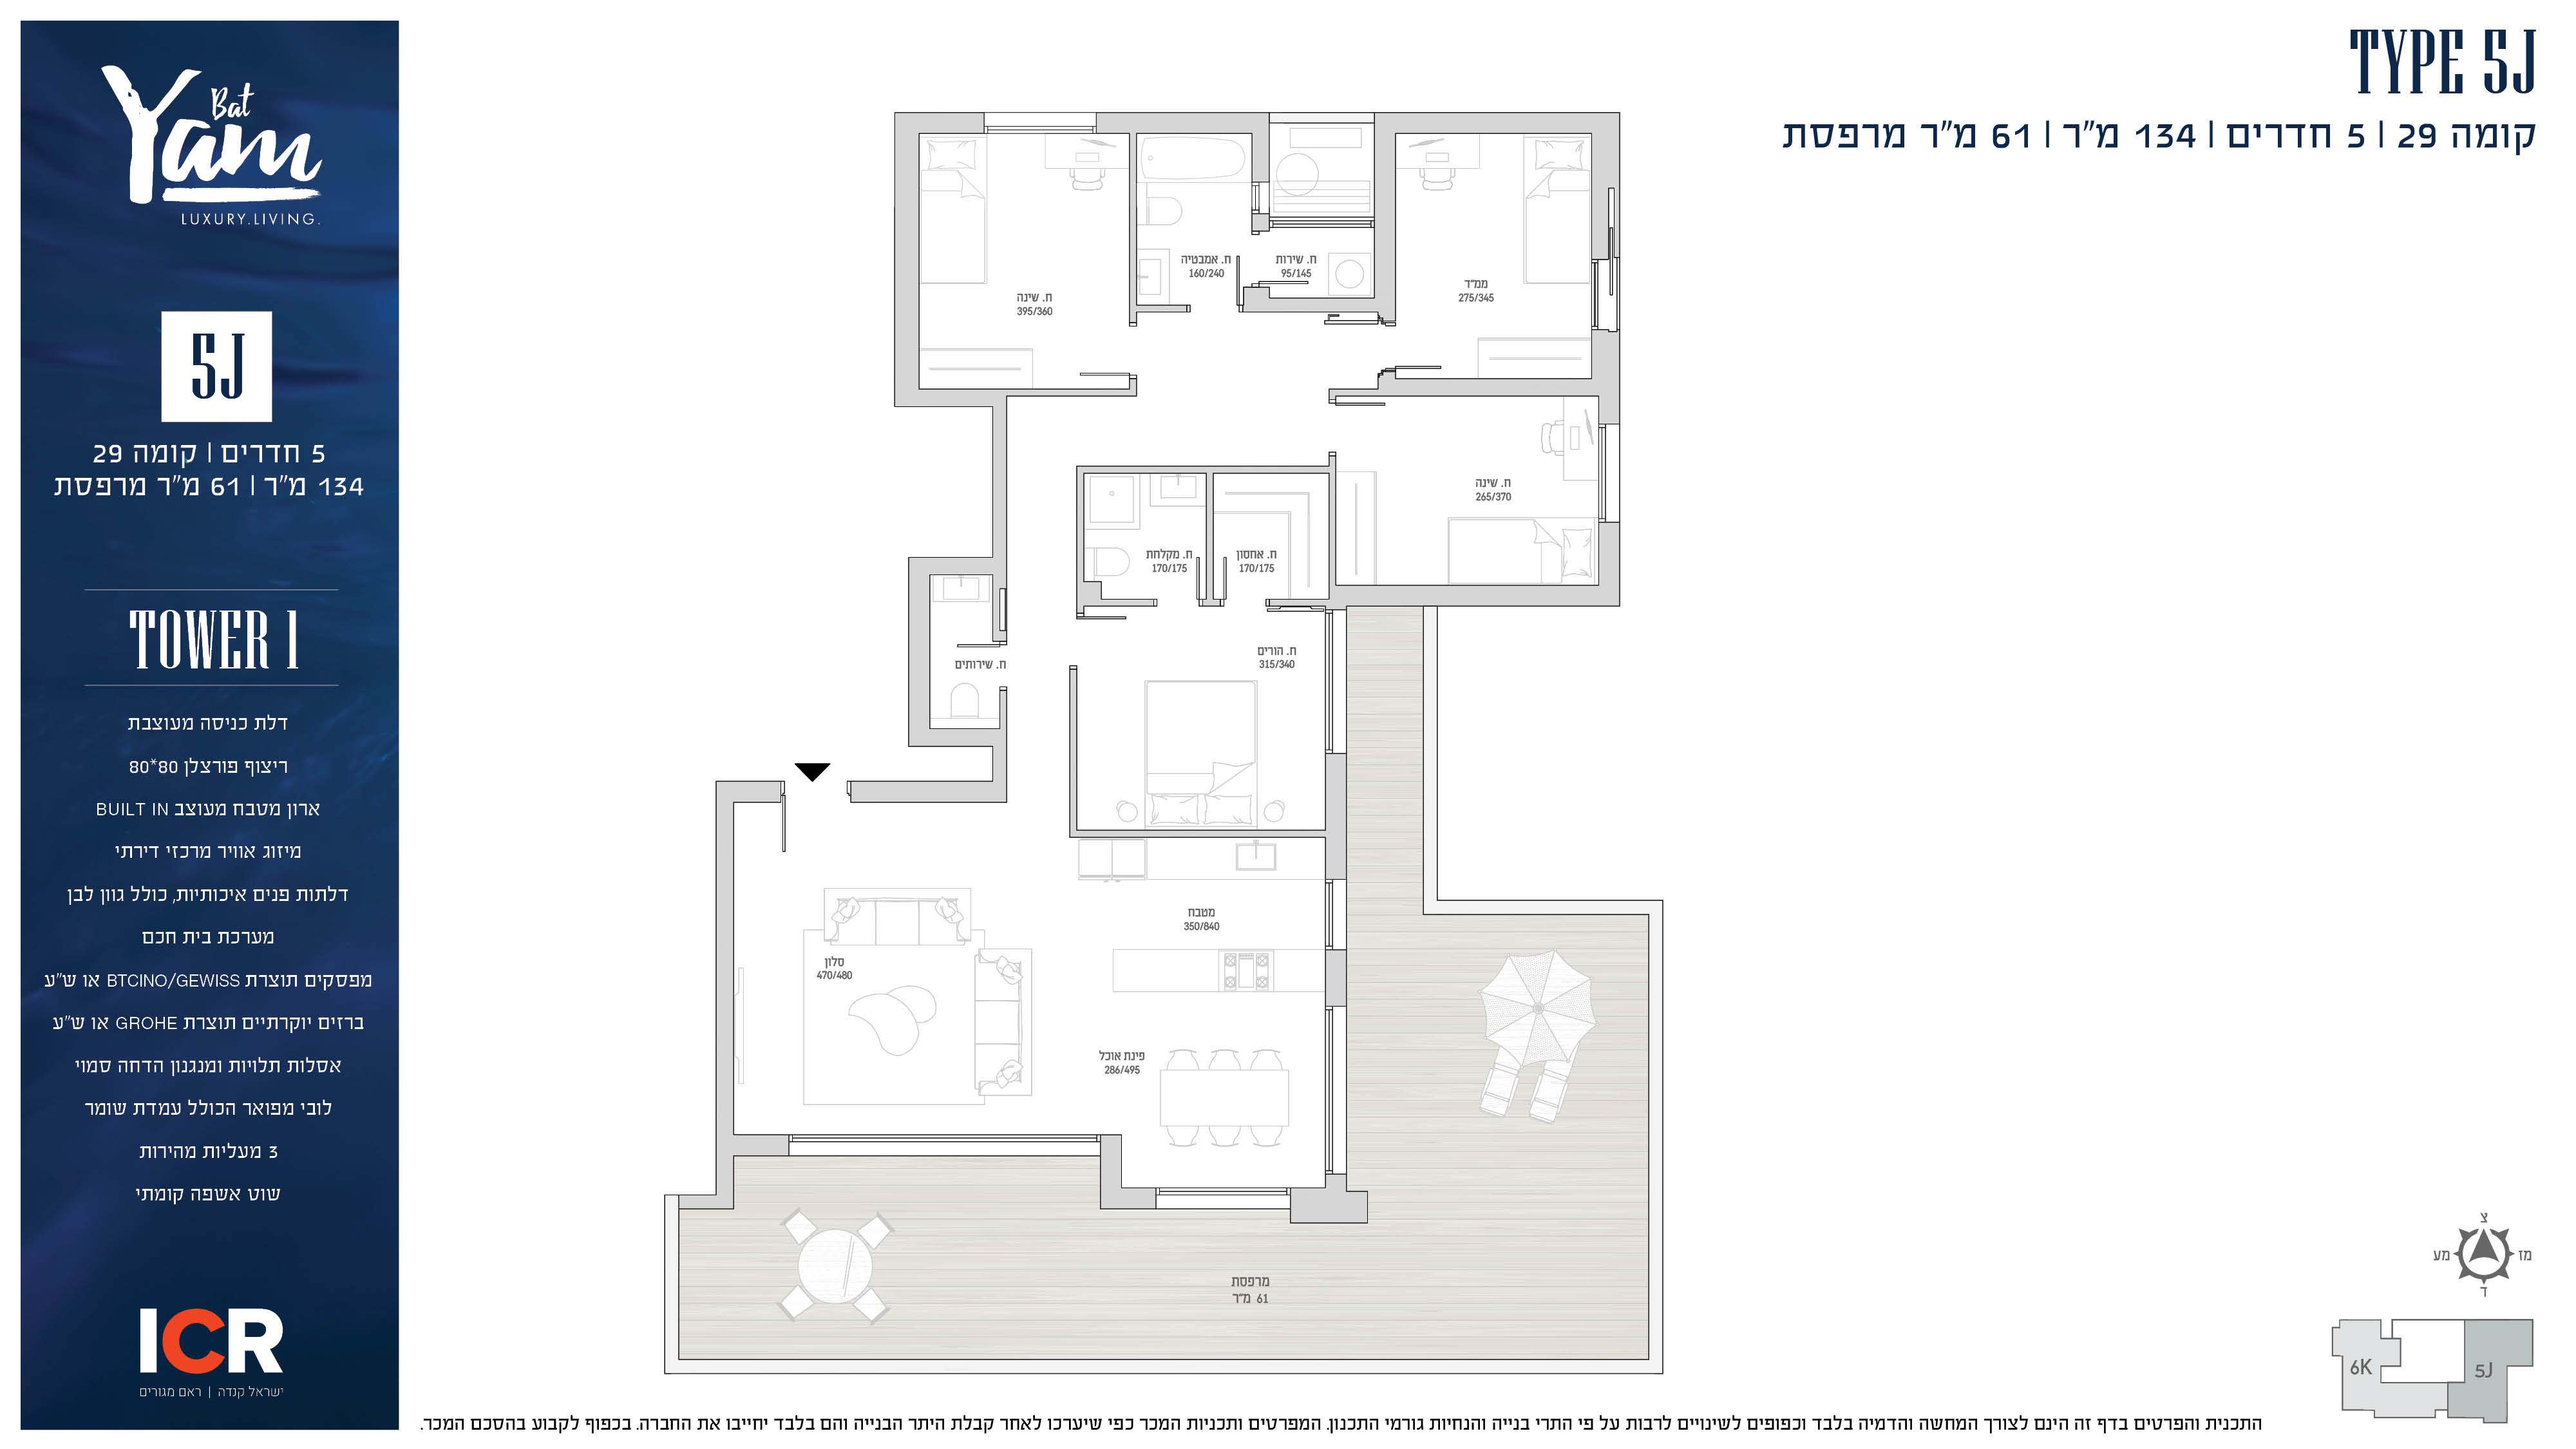 TYPE 5J
קומה 29 | 5 חדרים | 134 מ"ר | 61 מ"ר מרפסת
Bat
Yam
LUXURY.LIVING.
5J
5 חדרים | קומה 29
134 מ"ר | 61 מ"ר מרפסת
TOWER 1
דלת כניסה מעוצבת
ריצוף פורצלן 80*80
ארון מטבח מעוצב BUILT IN
מיזוג אוויר מרכזי דירתי
דלתות פנים איכותיות, כולל גוון לבן
מערכת בית חכם
מפסקים תוצרת BTCINO/GEWISS או ש"ע
ברזים יוקרתיים תוצרת GROHE או ש"ע
אסלות תלויות ומנגנון הדחה סמוי
לובי מפואר הכולל עמדת שומר
3 מעליות מהירות
שוט אשפה קומתי
ICR
ישראל קנדה | ראם מגורים
ח. שינה
395/360
ח. אמבטיה
160/240
ח. שירות
95/145
ממ"ד
275/345
ח. שינה
265/370
ח. מקלחת
170/175
ח. אחסון
170/175
ח. שירותים
ח. הורים
315/340
מטבח
350/840
סלון
470/480
פינת אוכל
286/495
מרפסת
61 מ"ר
צ
מז
מע
ד
6K
5J
התכנית והפרטים בדף זה הינם לצורך המחשה והדמיה בלבד וכפופים לשינויים לרבות על פי התרי בנייה והנחיות גורמי התכנון. המפרטים ותכניות המכר כפי שיערכו לאחר קבלת היתר הבנייה והם בלבד יחייבו את החברה. בכפוף לקבוע בהסכם המכר.